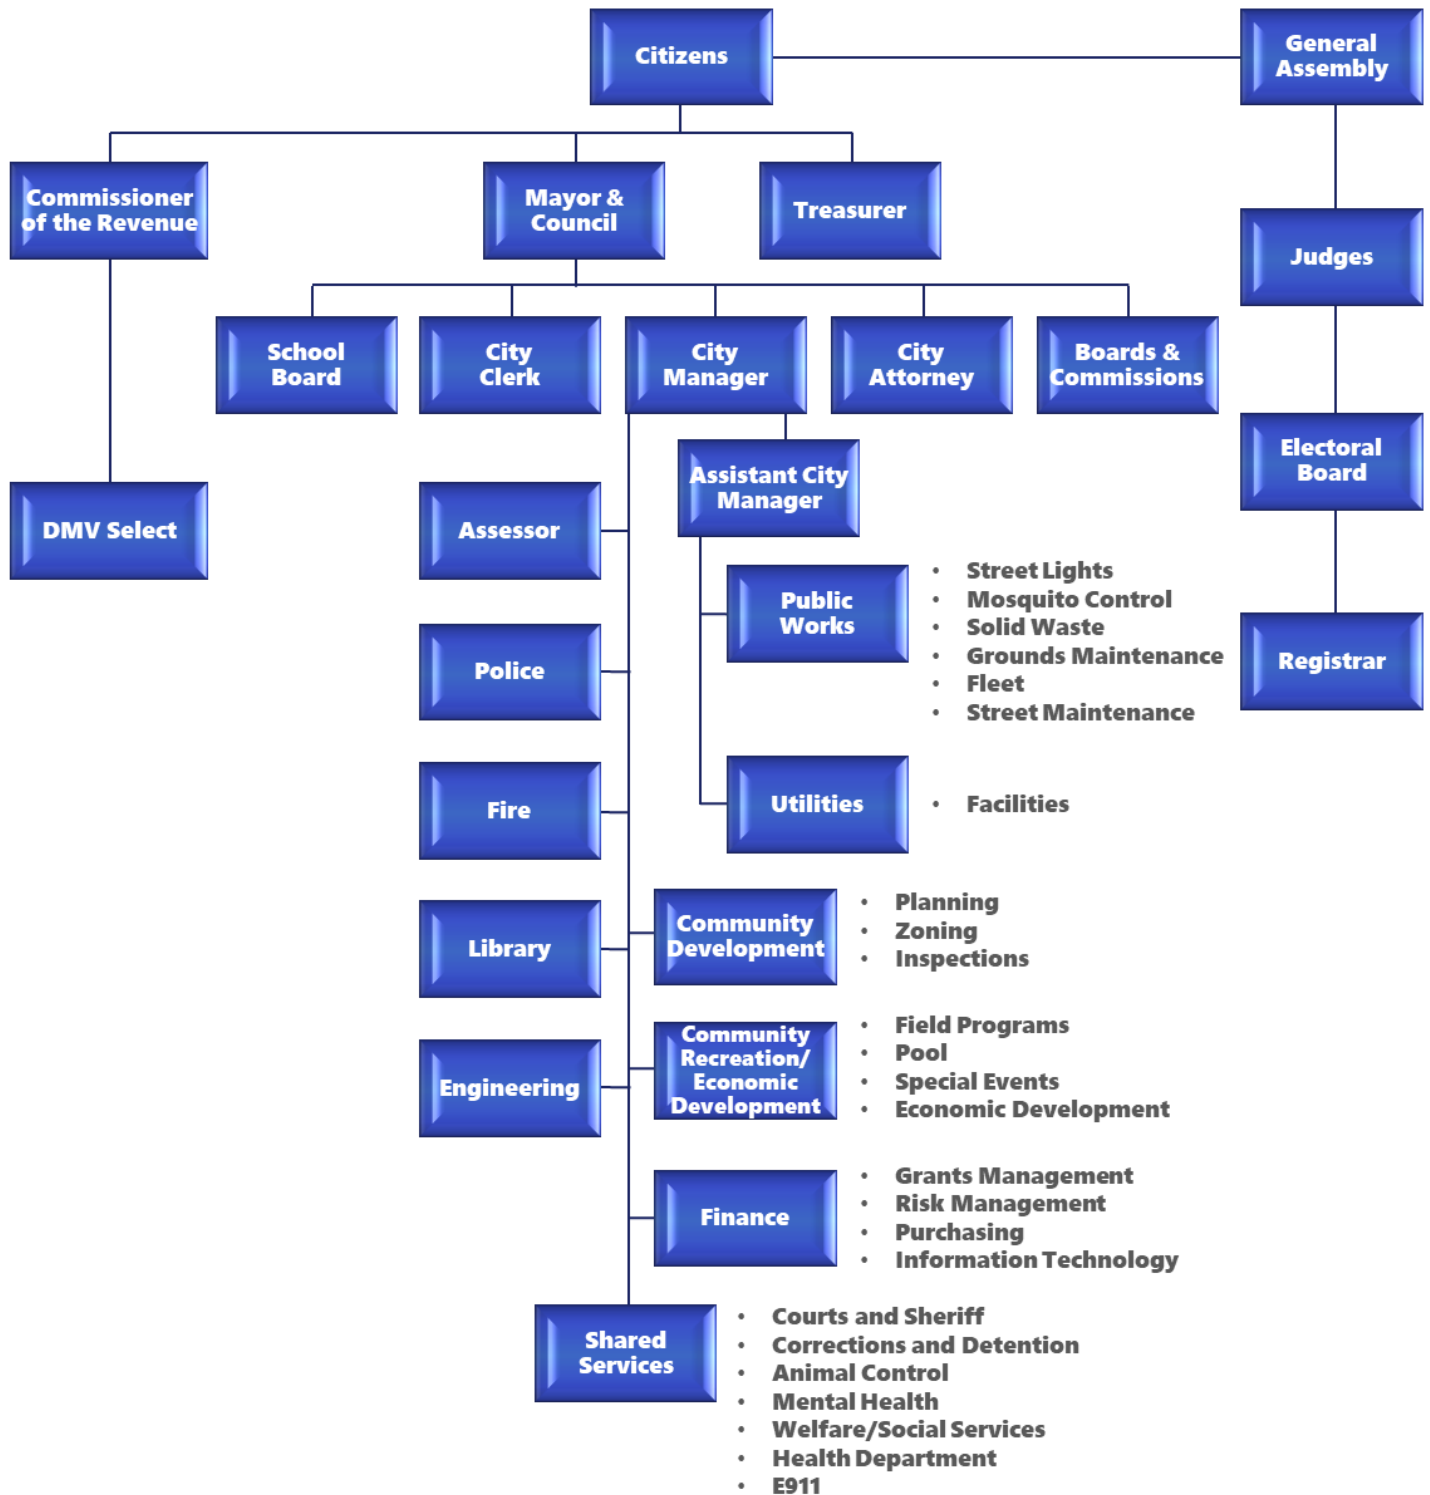 Citizens
General
Assembly
Commissioner
of the Revenue
Mayor &
Council
Treasurer
Judges
School
Board
City
Clerk
City
Manager
City
Attorney
Boards &
Commissions
Electoral
Board
Assistant City
Manager
DMV Select
Assessor
Public
Works
• Street Lights
• Mosquito Control
• Solid Waste
• Grounds Maintenance
• Fleet
• Street Maintenance
Registrar
Police
Utilities
• Facilities
Fire
Library
Community
Development
• Planning
• Zoning
• Inspections
Engineering
Community
Recreation/
Economic
Development
• Field Programs
• Pool
• Special Events
• Economic Development
Finance
• Grants Management
• Risk Management
• Purchasing
• Information Technology
Shared
Services
• Courts and Sheriff
• Corrections and Detention
• Animal Control
• Mental Health
• Welfare/Social Services
• Health Department
• E911